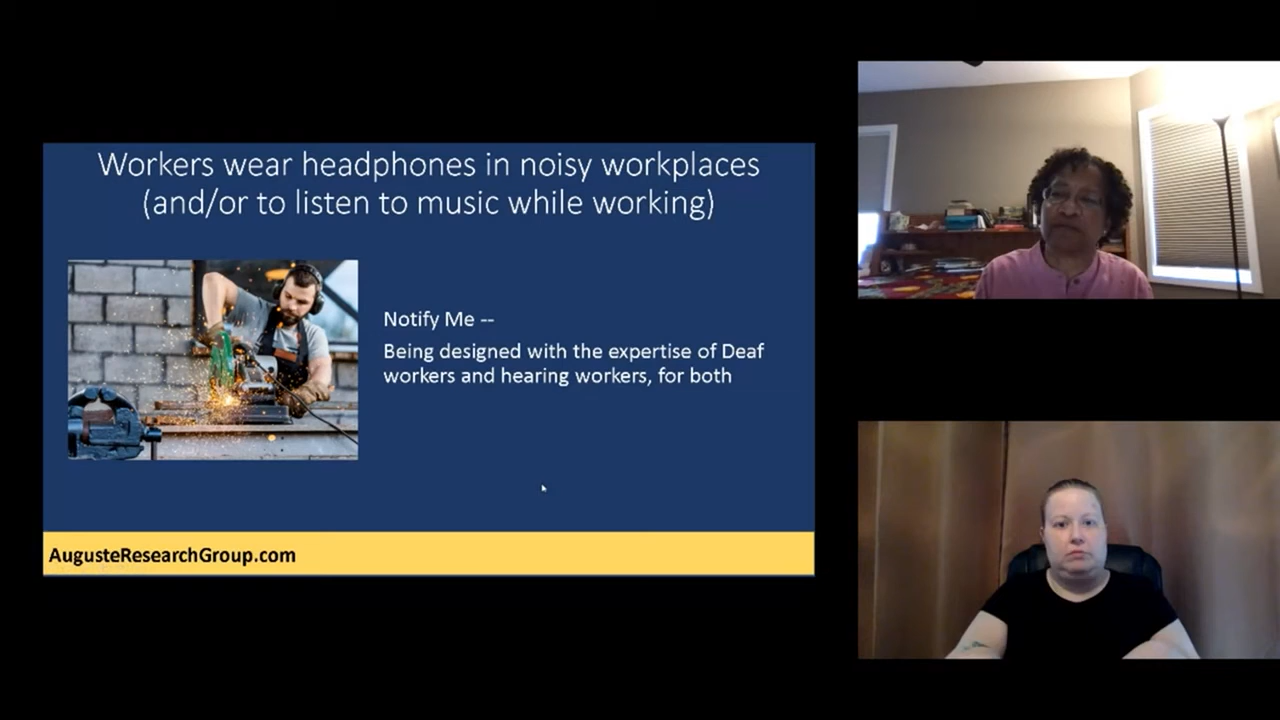 Workers wear headphones in noisy workplaces
(and/or to listen to music while working)
Notify Me --
Being designed with the expertise of Deaf
workers and hearing workers, for both
AugusteResearchGroup.com